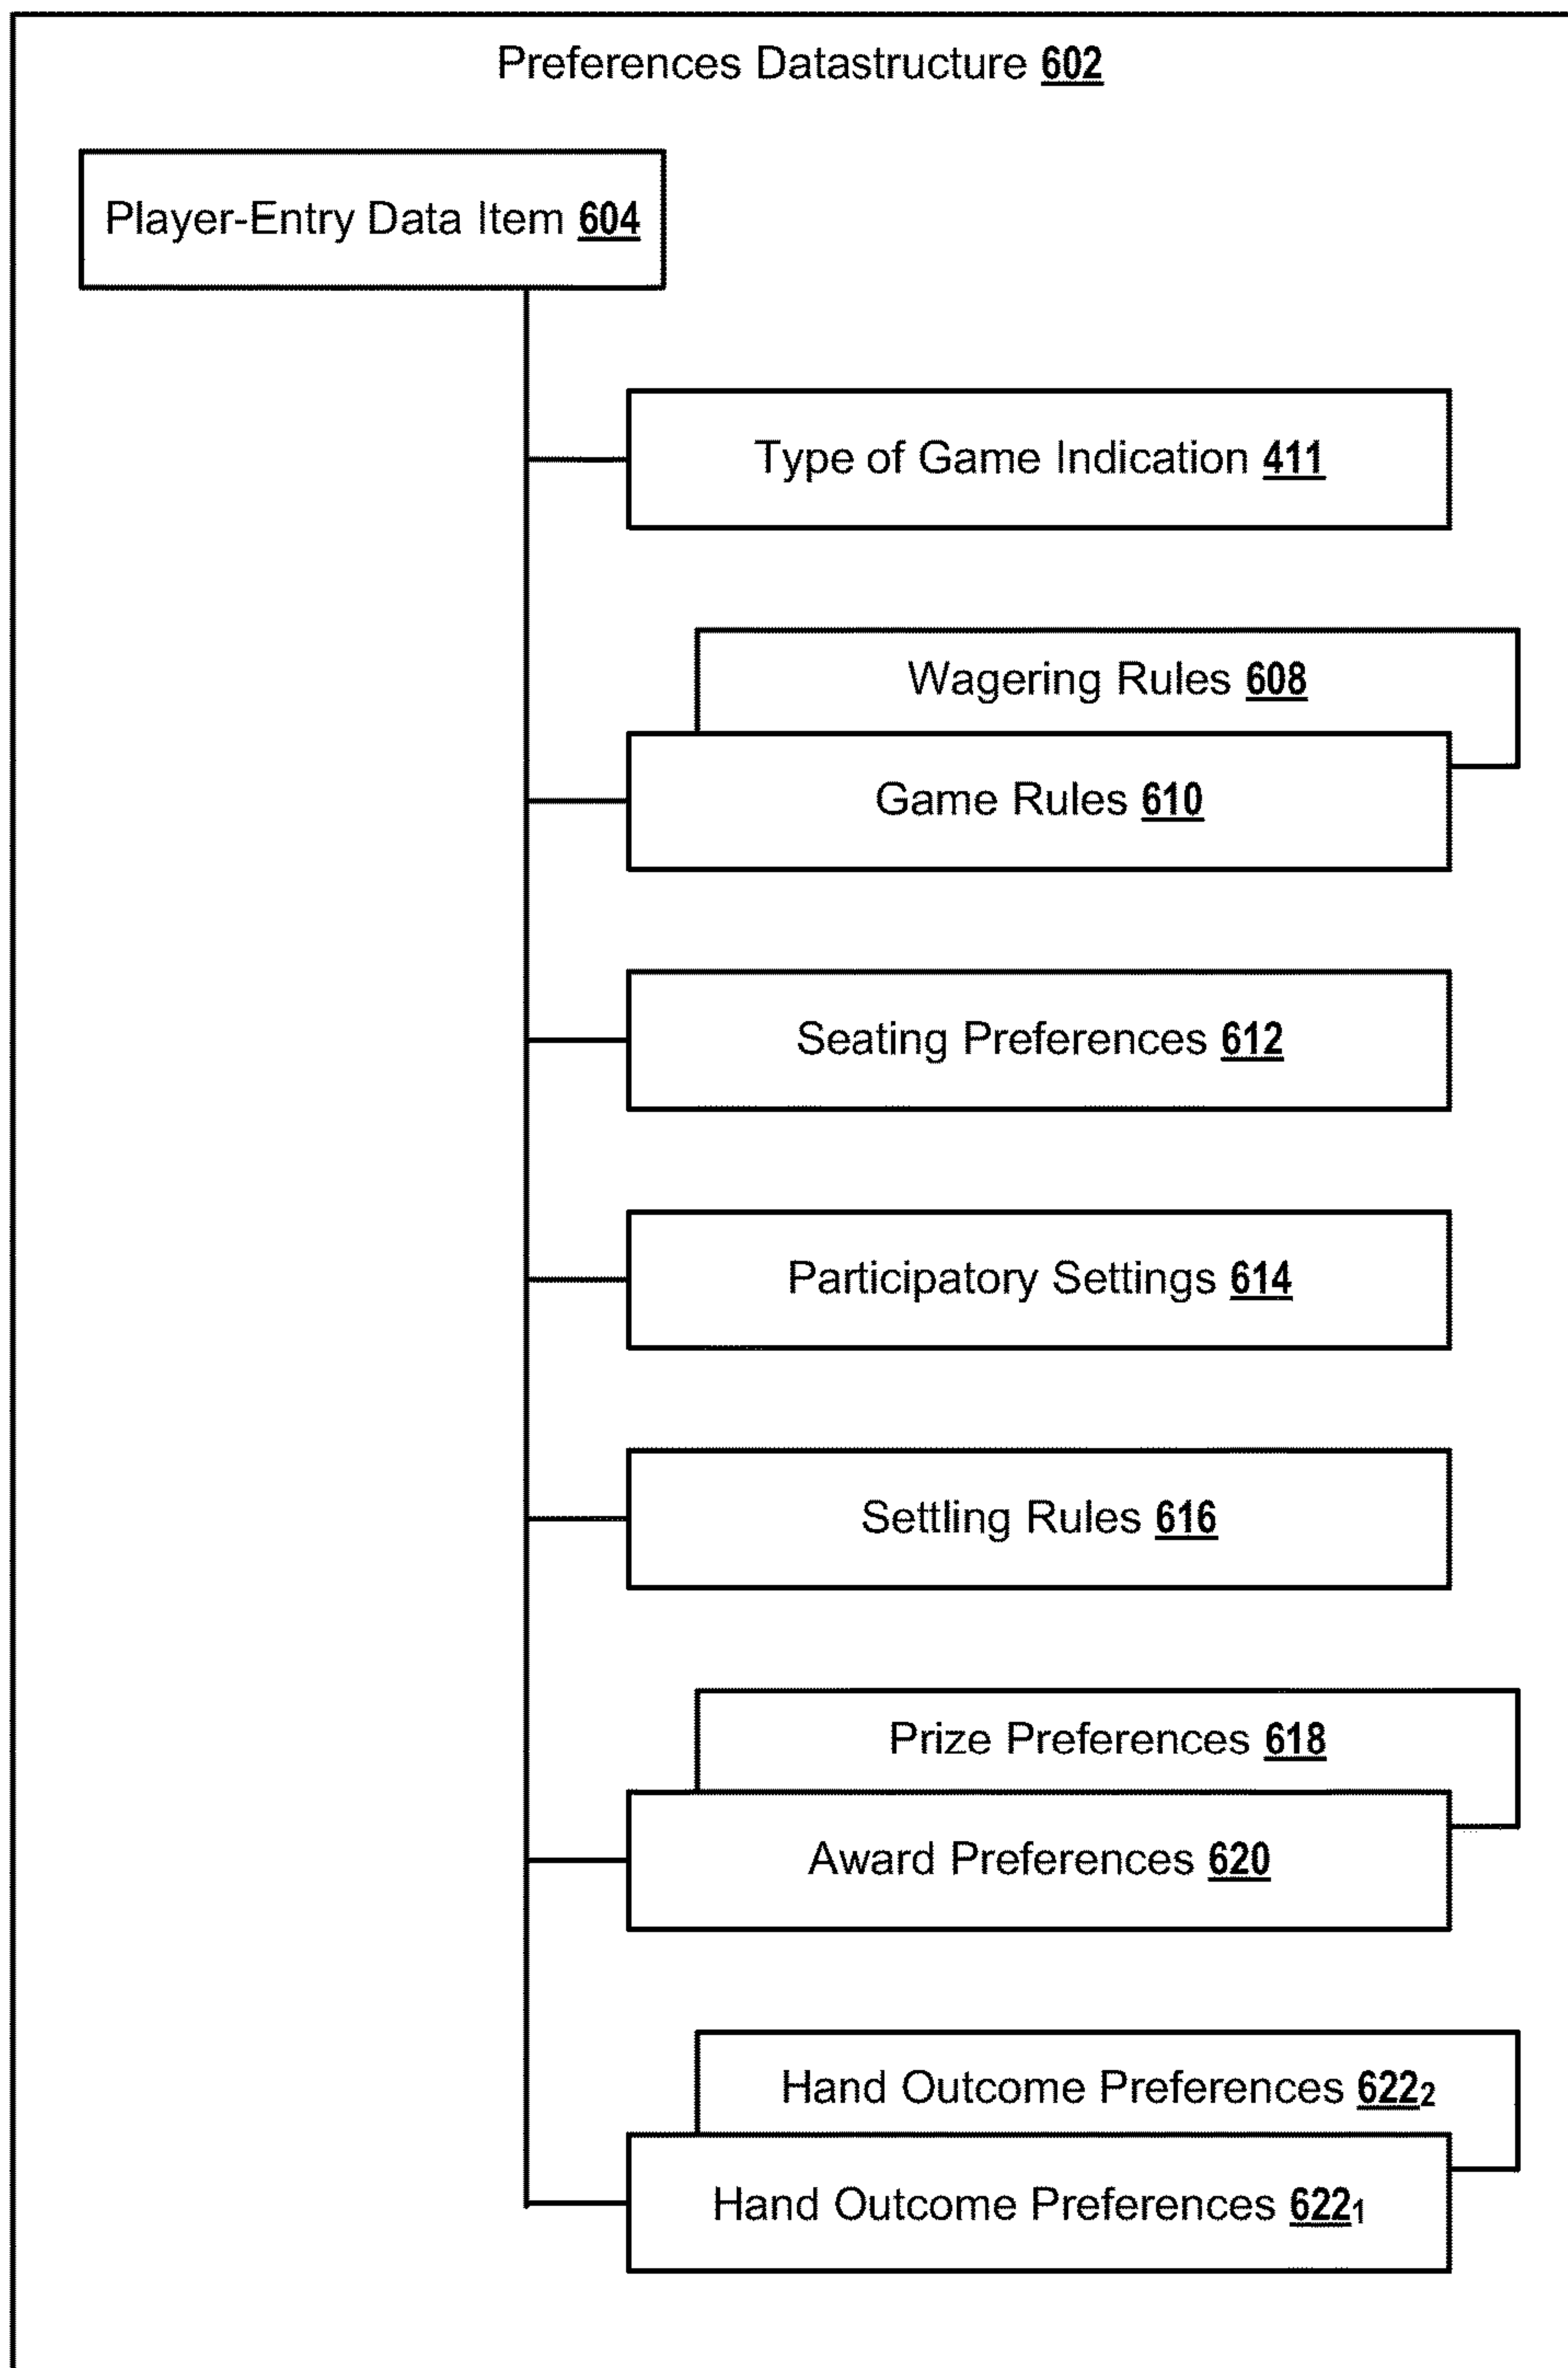 Preferences Datastructure 602
Player-Entry Data Item 604
Type of Game Indication 411
Wagering Rules 608
Game Rules 610
Seating Preferences 612
Participatory Settings 614
Settling Rules 616
Prize Preferences 618
Award Preferences 620
Hand Outcome Preferences 622₂
Hand Outcome Preferences 622₁